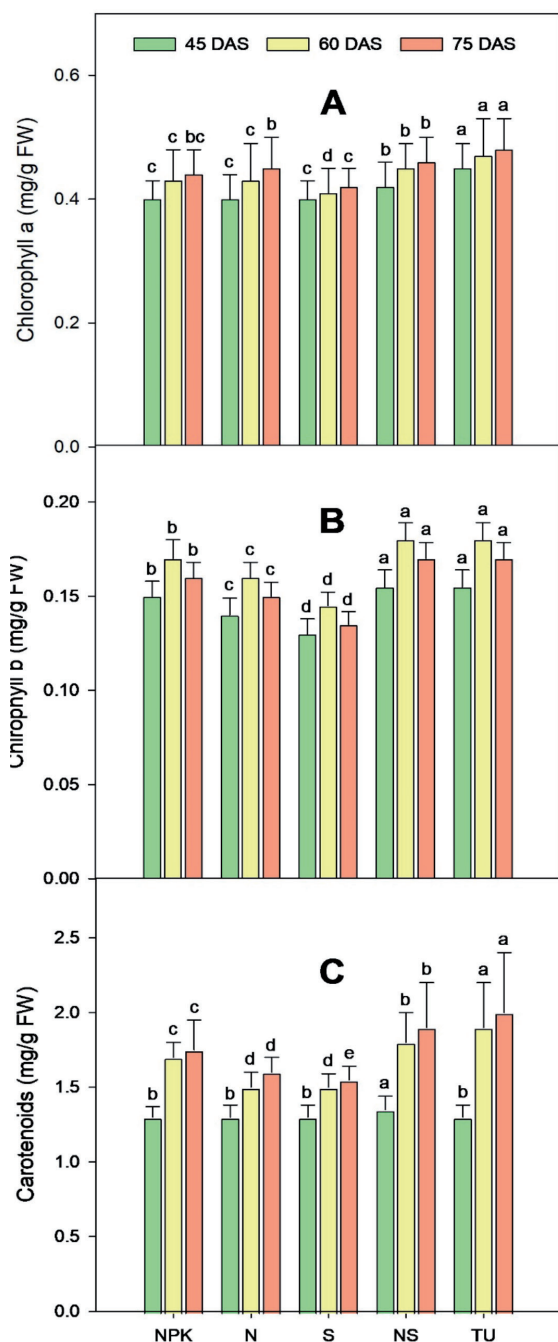 45 DAS 60 DAS 75 DAS
A
Chlorophyll a (mg/g FW)
0.6
0.4
0.2
0.0
c c bc
c c b
c d c
b b b
a a a
B
b (mg/g FW)
0.20
0.15
0.10
0.05
0.00
b b b
c c c
d d d
a a a
a a a
C
Carotenoids (mg/g FW)
2.5
2.0
1.5
1.0
0.5
0.0
b c c
b d d
b d e
a b b
b a a
NPK N S NS TU